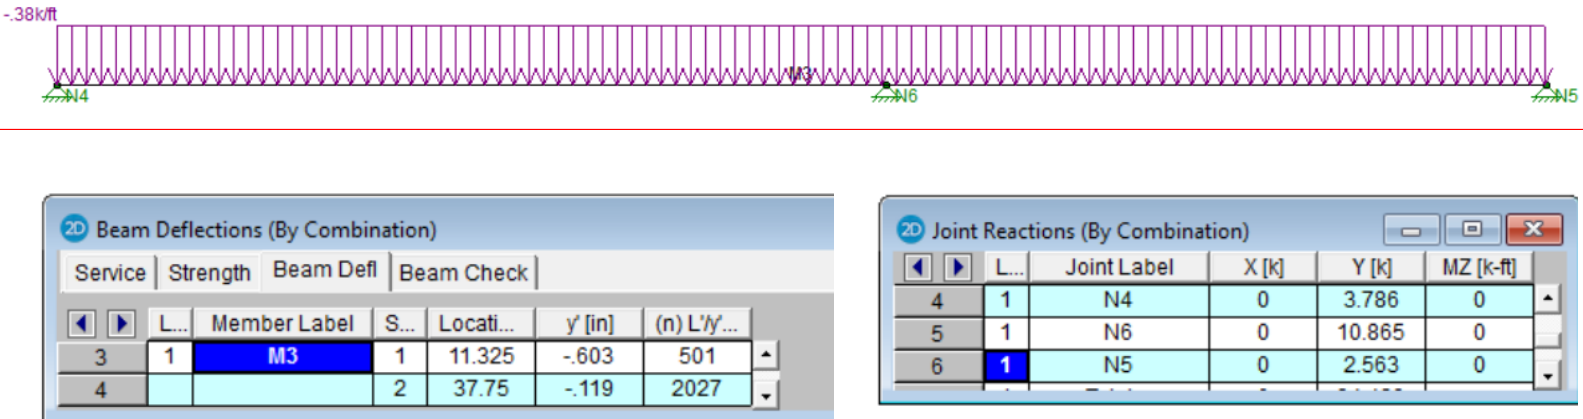 -.38k/ft
M3
N4 N6 N5
2D Beam Deflections (By Combination)
Service Strength Beam Defl Beam Check
L... Member Label S... Locati... y' [in] (n) L'/y'...
3 1 M3 1 11.325 -.603 501
4 2 37.75 -.119 2027
2D Joint Reactions (By Combination)
L... Joint Label X [k] Y [k] MZ [k-ft]
4 1 N4 0 3.786 0
5 1 N6 0 10.865 0
6 1 N5 0 2.563 0